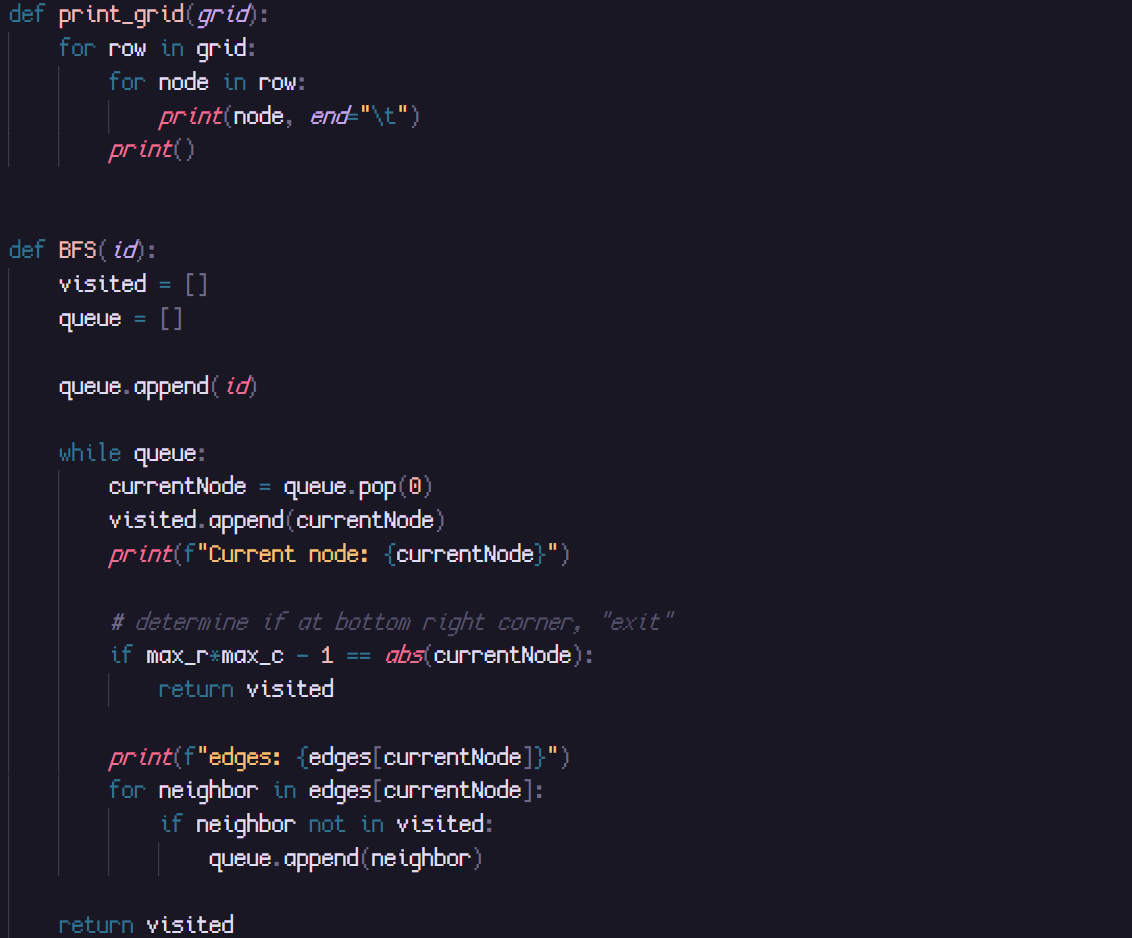 def print_grid(grid):
    for row in grid:
        for node in row:
            print(node, end="\t")
        print()


def BFS(id):
    visited = []
    queue = []

    queue.append(id)

    while queue:
        currentNode = queue.pop(0)
        visited.append(currentNode)
        print(f"Current node: {currentNode}")

        # determine if at bottom right corner, "exit"
        if max_r*max_c - 1 == abs(currentNode):
            return visited

        print(f"edges: {edges[currentNode]}")
        for neighbor in edges[currentNode]:
            if neighbor not in visited:
                queue.append(neighbor)

    return visited